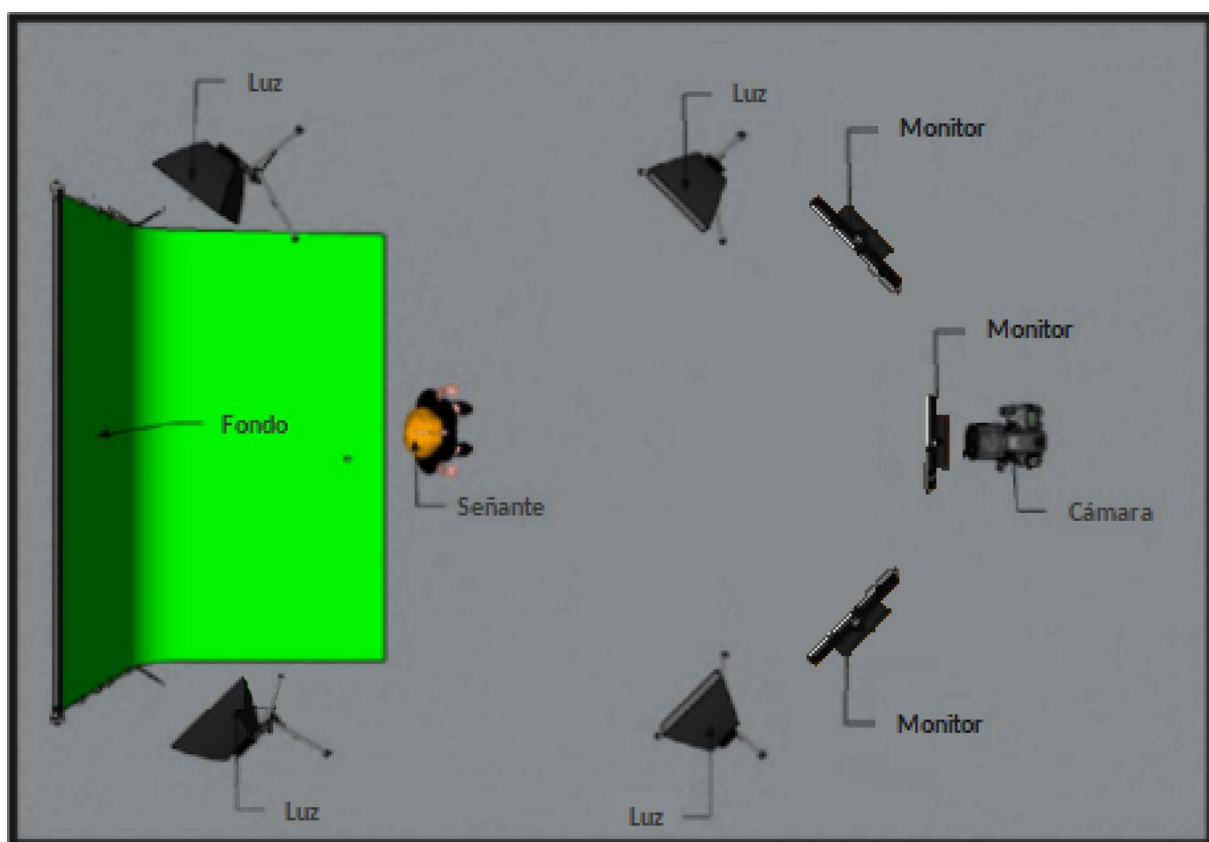 Luz
Luz
Monitor
Monitor
Fondo
Señante
Cámara
Monitor
Luz
Luz